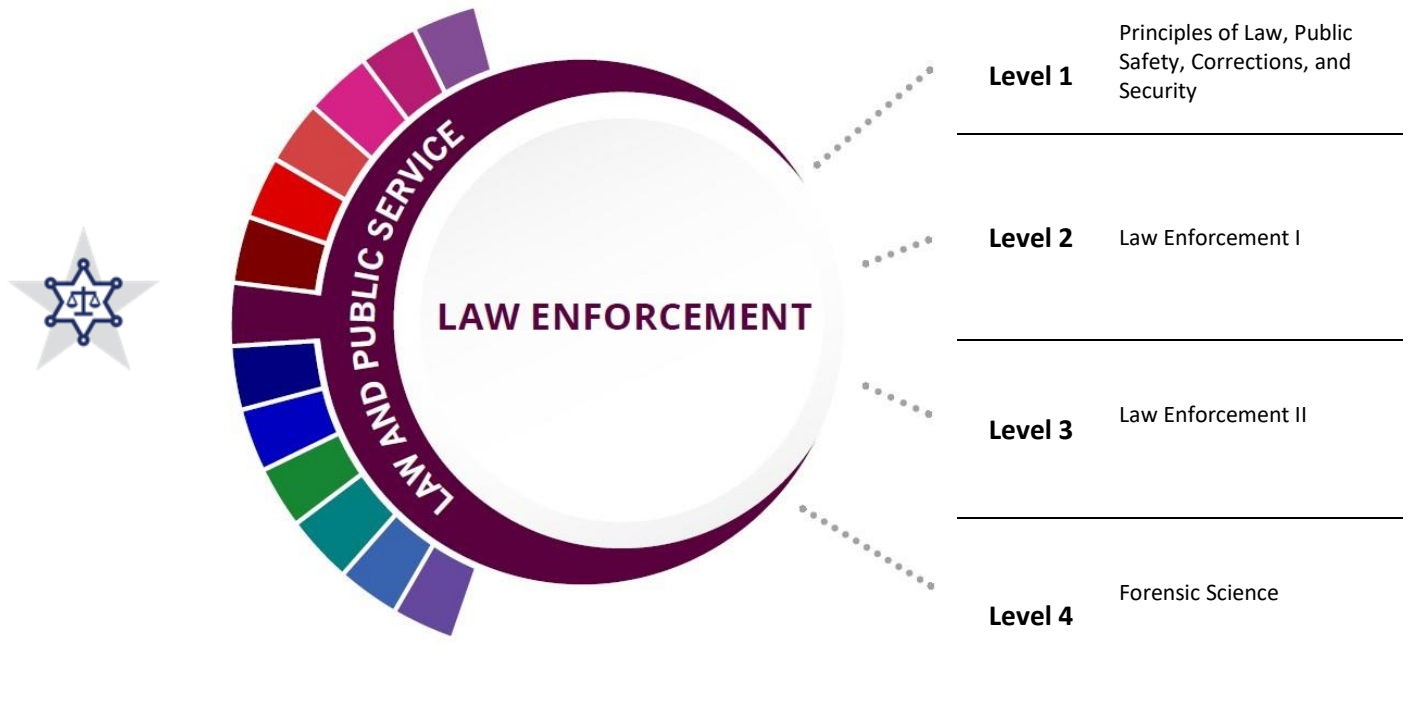 LAW AND PUBLIC SERVICE
LAW ENFORCEMENT
Level 1
Principles of Law, Public
Safety, Corrections, and
Security
Level 2
Law Enforcement I
Level 3
Law Enforcement II
Level 4
Forensic Science